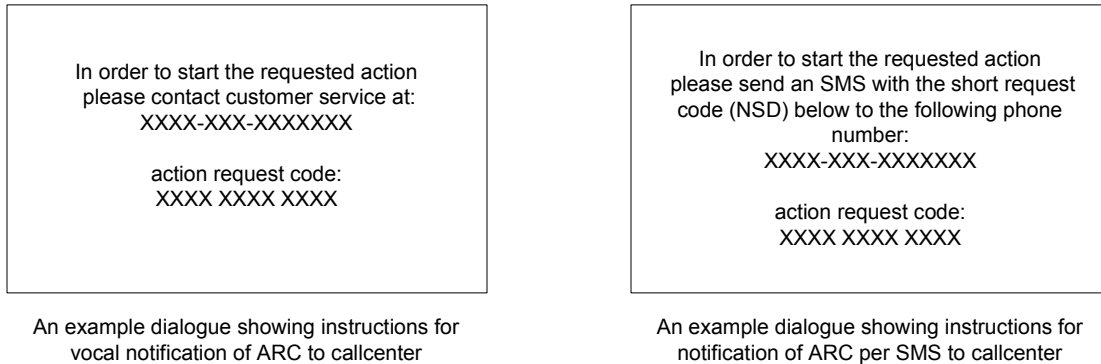 In order to start the requested action
please contact customer service at:
XXXX-XXX-XXXXXXX
action request code:
XXXX XXXX XXXX
An example dialogue showing instructions for
vocal notification of ARC to callcenter
In order to start the requested action
please send an SMS with the short request
code (NSD) below to the following phone
number:
XXXX-XXX-XXXXXXX
action request code:
XXXX XXXX XXXX
An example dialogue showing instructions for
notification of ARC per SMS to callcenter